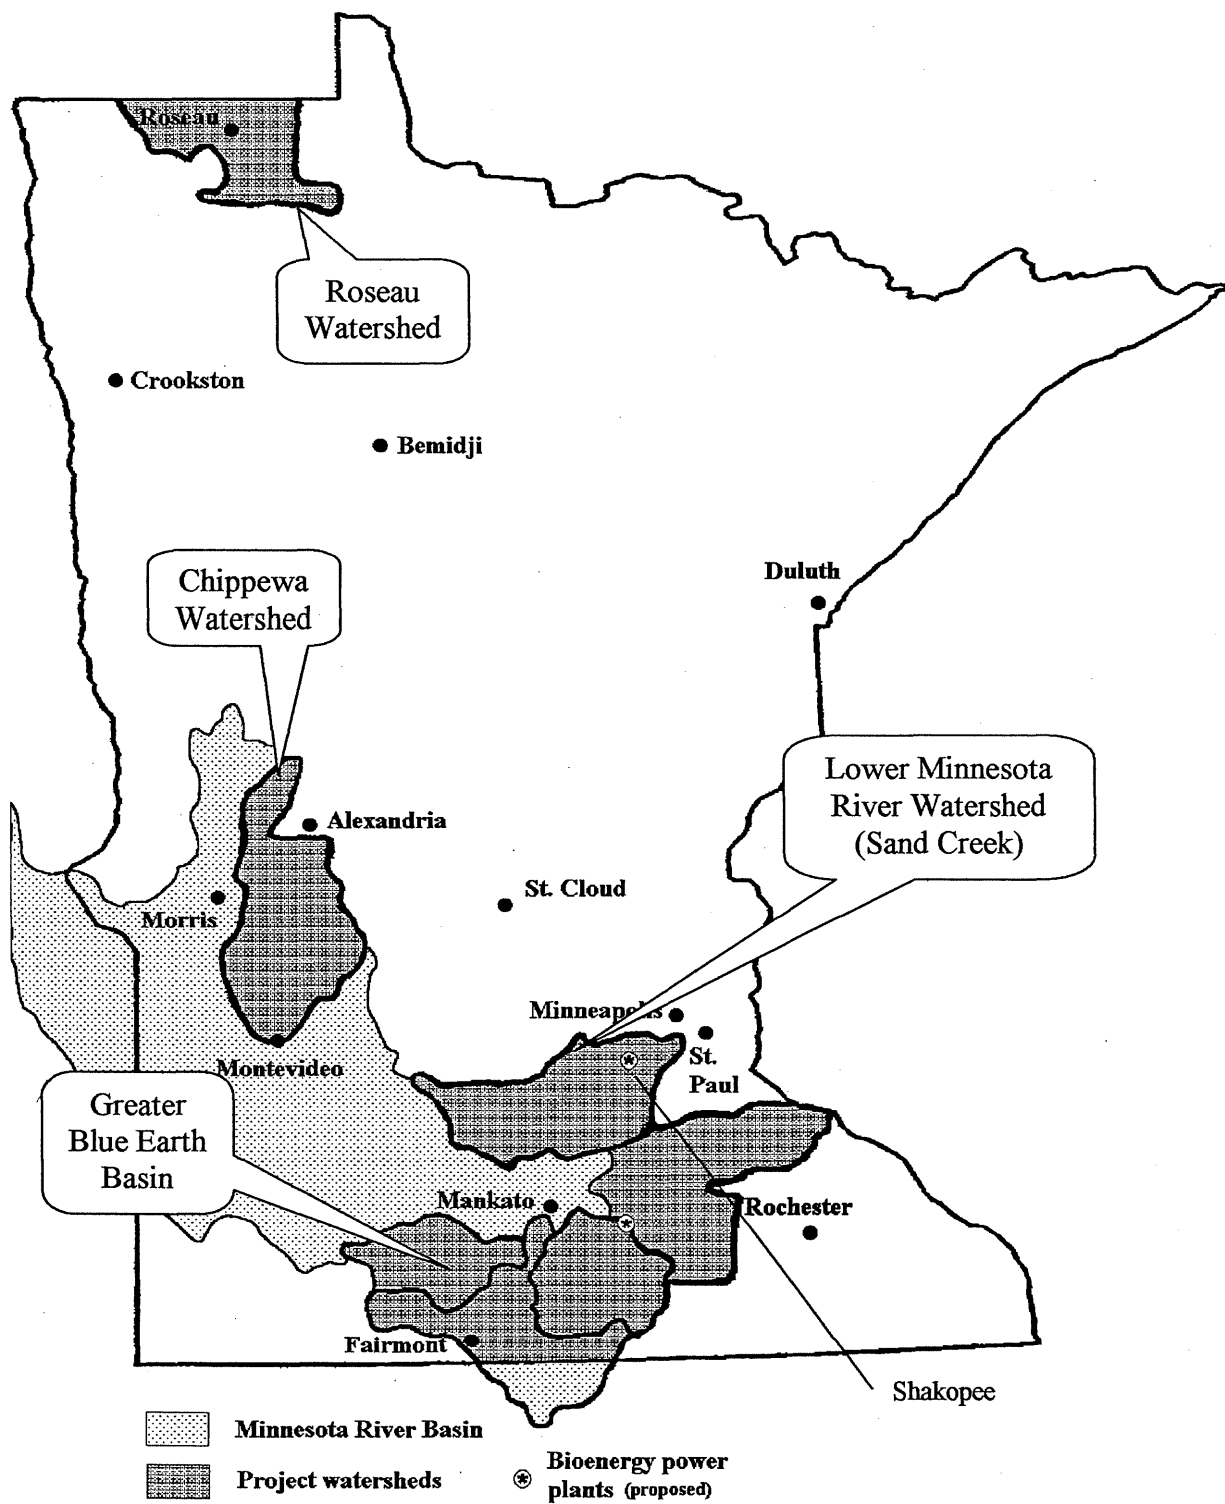 Roseau
Roseau
Watershed
Crookston
Bemidji
Chippewa
Watershed
Duluth
Lower Minnesota
River Watershed
(Sand Creek)
Alexandria
St. Cloud
Morris
Minneapolis
St.
Paul
Montevideo
Greater
Blue Earth
Basin
Mankato
Rochester
Fairmont
Shakopee
Minnesota River Basin
Project watersheds
Bioenergy power
plants (proposed)